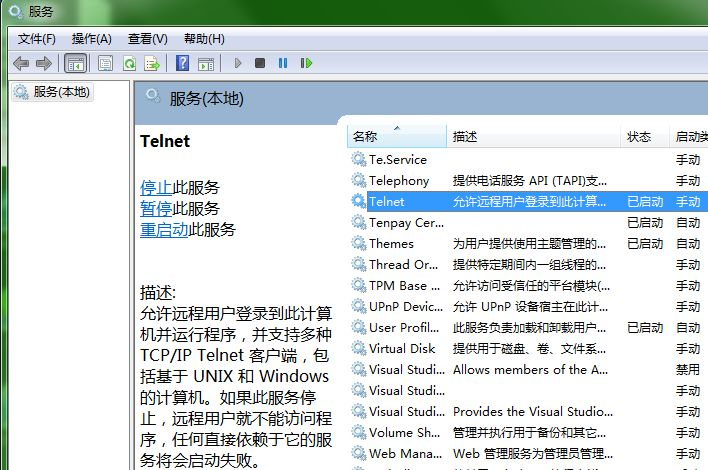 服务
文件(F) 操作(A) 查看(V) 帮助(H)
服务(本地)
服务(本地)
Telnet
停止此服务
暂停此服务
重启动此服务
描述:
允许远程用户登录到此计算
机并运行程序，并支持多种
TCP/IP Telnet 客户端，包
括基于 UNIX 和 Windows
的计算机。如果此服务停
止，远程用户就不能访问程
序，任何直接依赖于它的服
务将会启动失败。
名称 描述 状态 启动类
Te.Service 手动
Telephony 提供电话服务 API (TAPI)支... 手动
Telnet 允许远程用户登录到此计算... 已启动 手动
Tenpay Cer... 已启动 自动
Themes 为用户提供使用主题管理的... 已启动 自动
Thread Or... 提供特定期间内一组线程的... 手动
TPM Base ... 允许访问受信任的平台模块(... 手动
UPnP Devic... 允许 UPnP 设备宿主在此计... 手动
User Profil... 此服务负责加载和卸载用户... 已启动 自动
Virtual Disk 提供用于磁盘、卷、文件系... 手动
Visual Studi... Allows members of the A... 禁用
Visual Studi... 手动
Visual Studi... Provides the Visual Studio... 手动
Volume Sh... 管理并执行用于备份和其它... 手动
Web Mana... Web 管理服务为管理员管理... 手动